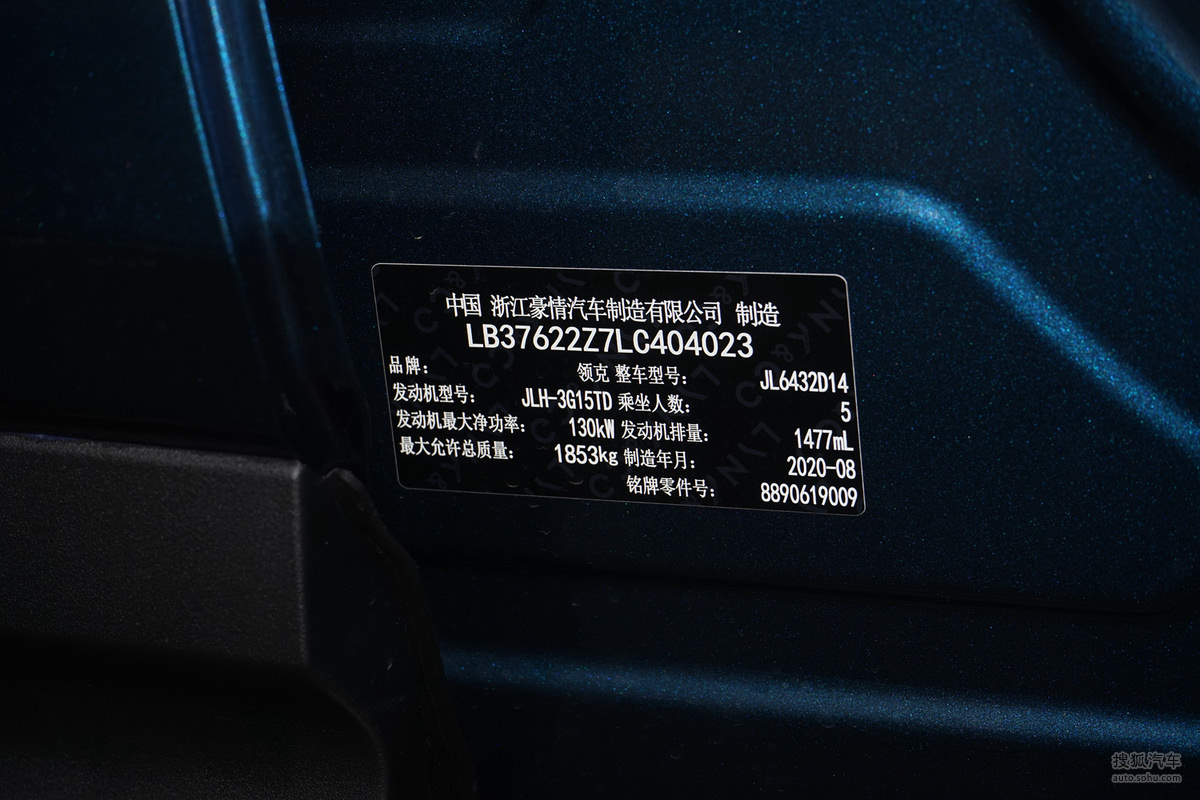 中国 浙江豪情汽车制造有限公司 制造
LB37622Z7LC404023
品牌： 领克 整车型号： JL6432D14
发动机型号： JLH-3G15TD 乘坐人数： 5
发动机最大净功率： 130kW 发动机排量： 1477mL
最大允许总质量： 1853kg 制造年月： 2020-08
铭牌零件号： 8890619009
搜狐汽车
auto.sohu.com